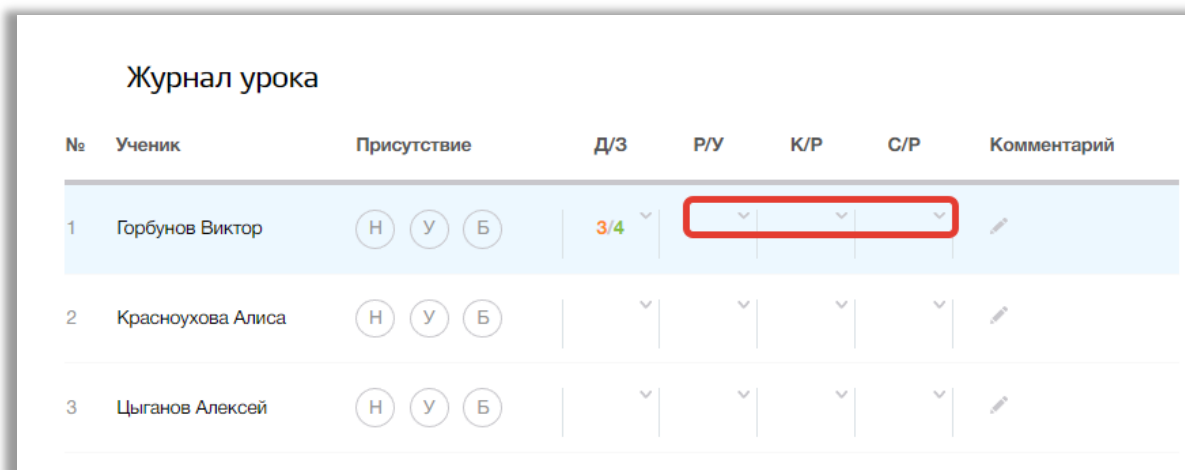 Журнал урока
№ Ученик Присутствие Д/З Р/У К/Р С/Р Комментарий
1 Горбунов Виктор Н У Б 3/4
2 Красноухова Алиса Н У Б
3 Цыганов Алексей Н У Б